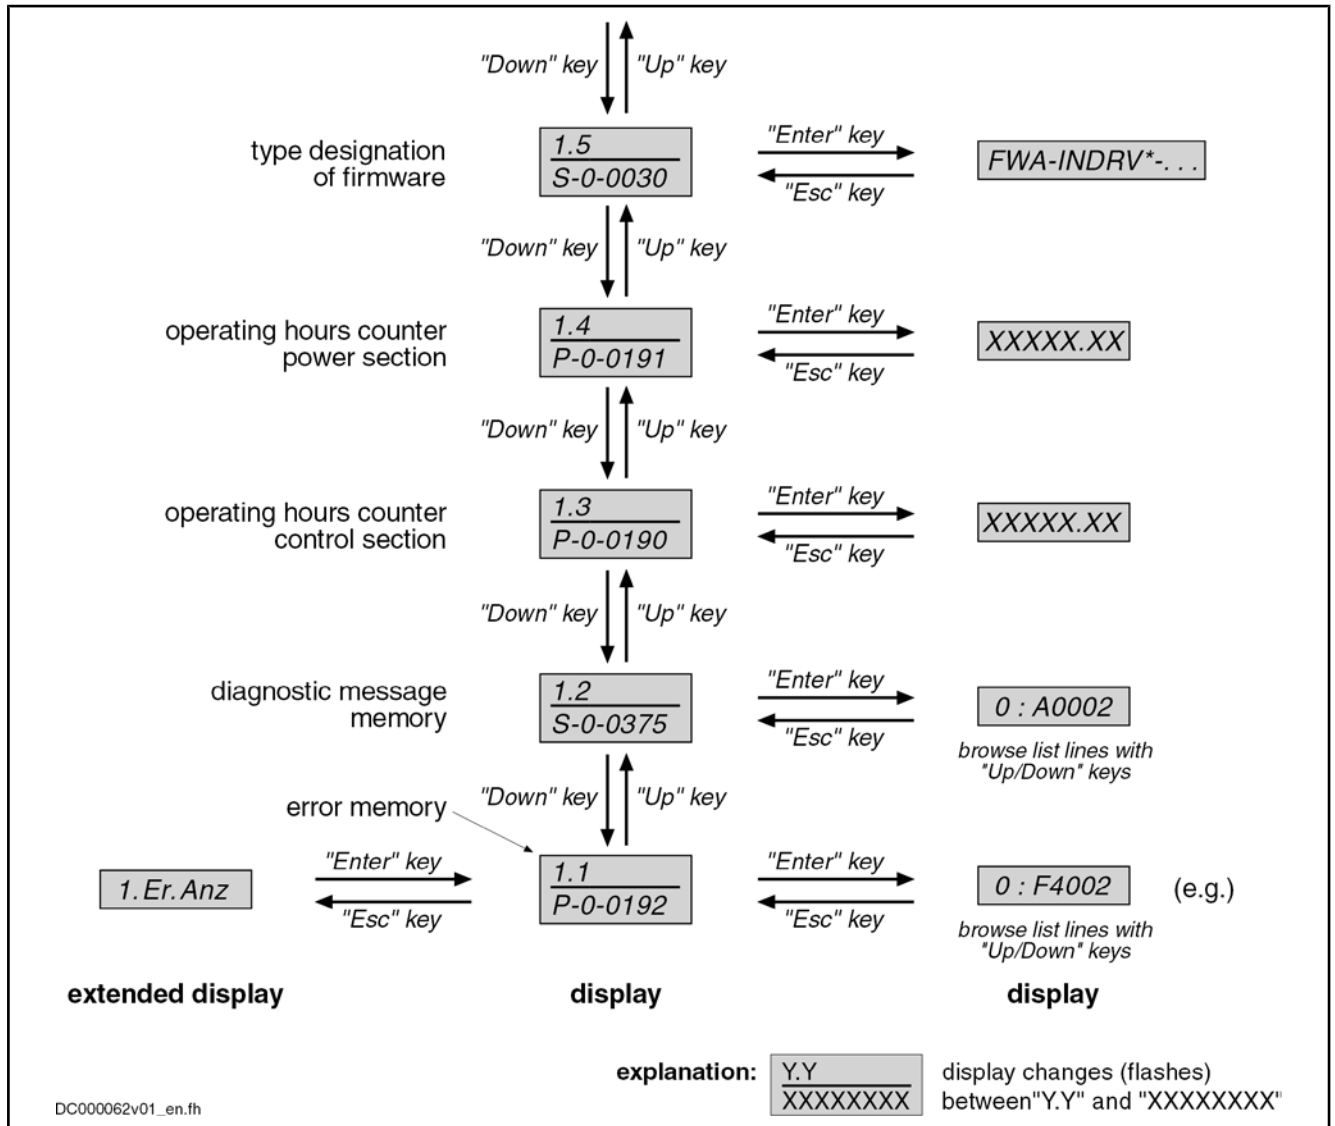 "Down" key "Up" key
type designation
of firmware
1.5
S-0-0030
"Enter" key
"Esc" key
FWA-INDRV*-...
"Down" key "Up" key
operating hours counter
power section
1.4
P-0-0191
"Enter" key
"Esc" key
XXXXX.XX
"Down" key "Up" key
operating hours counter
control section
1.3
P-0-0190
"Enter" key
"Esc" key
XXXXX.XX
"Down" key "Up" key
diagnostic message
memory
1.2
S-0-0375
"Enter" key
"Esc" key
0 : A0002
browse list lines with
"Up/Down" keys
"Down" key "Up" key
error memory
1.Er.Anz
"Enter" key
"Esc" key
1.1
P-0-0192
"Enter" key
"Esc" key
0 : F4002
(e.g.)
browse list lines with
"Up/Down" keys
extended display
display
display
explanation:
Y.Y
XXXXXXXX
display changes (flashes)
between"Y.Y" and "XXXXXXXX"
DC000062v01_en.fh